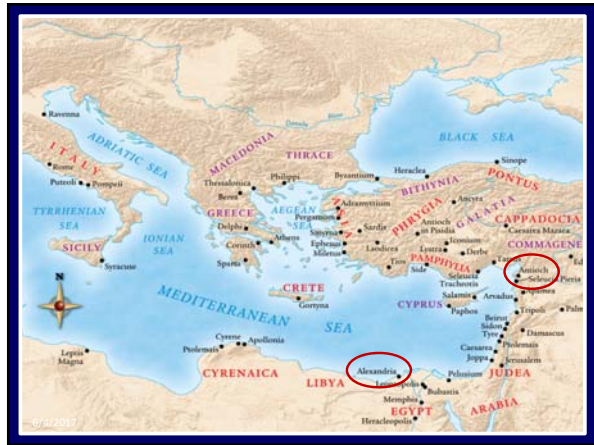 Ravenna
ADRIATIC SEA
ITALY
Rome
Puteoli
Pompeii
TYRRHENIAN
SEA
IONIAN
SEA
SICILY
Syracuse
MACEDONIA
THRACE
Thessalonica
Philippi
Berea
GREECE
AEGEAN
SEA
Delphi
Corinth
Athens
Sparta
BLACK SEA
Byzantium
Heraclea
Sinope
BITHYNIA
PONTUS
Adramyttium
Pergamum
ASIA
Smyrna
Sardis
Ephesus
Miletus
Laodicea
PHRYGIA
Ancyra
GALATIA
Antioch
in Pisidia
Iconium
Lystra
Derbe
CAPPADOCIA
Caesarea Mazaca
COMMAGENE
Tarsus
Ed
PAMPHYLIA
Side
Seleucia
Tracheotis
Antioch
Seleucia Pieria
Apamea
CRETE
Gortyna
CYPRUS
Salamis
Paphos
Arvadus
Tripoli
Palm
Beirut
Sidon
Damascus
Tyre
Ptolemais
Caesarea
Joppa
Jerusalem
JUDEA
N
MEDITERRANEAN
SEA
Leptis
Magna
Cyrene
Apollonia
Ptolemais
CYRENAICA
LIBYA
Alexandria
Pelusium
Bubastis
Memphis
EGYPT
Heracleopolis
ARABIA